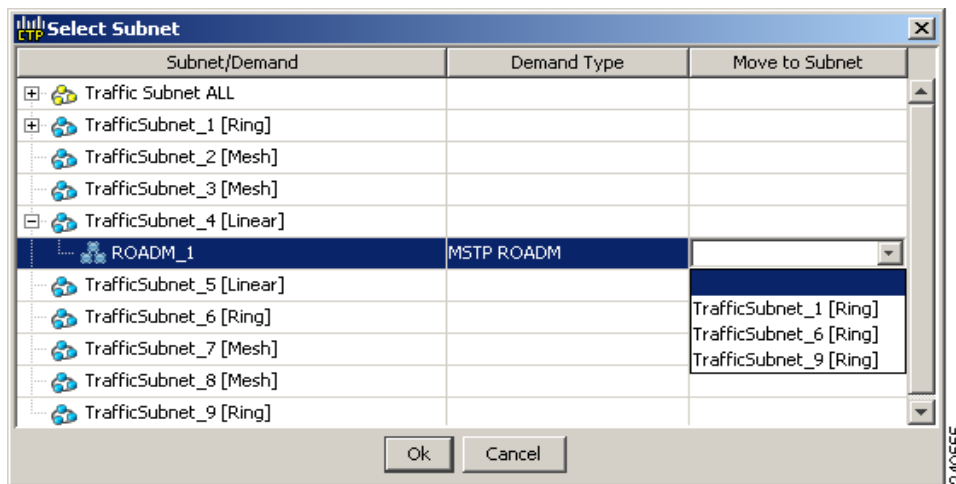 CTP Select Subnet
Subnet/Demand Demand Type Move to Subnet
Traffic Subnet ALL
TrafficSubnet_1 [Ring]
TrafficSubnet_2 [Mesh]
TrafficSubnet_3 [Mesh]
TrafficSubnet_4 [Linear]
ROADM_1 MSTP ROADM
TrafficSubnet_5 [Linear]
TrafficSubnet_1 [Ring]
TrafficSubnet_6 [Ring]
TrafficSubnet_6 [Ring]
TrafficSubnet_7 [Mesh]
TrafficSubnet_9 [Ring]
TrafficSubnet_8 [Mesh]
TrafficSubnet_9 [Ring]
Ok Cancel